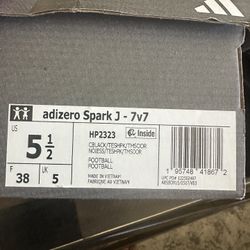 adizero Spark J - 7v7
US
5 1/2
F
38
UK
5
HP2323
Inside
CBLACK/TESHPK/THSOOR
NOIESS/TESHPK/THSOOR
FOOTBALL
FOOTBALL
MADE IN VIETNAM
FABRIQUÉ AU VIETNAM
1 95748 41867 2